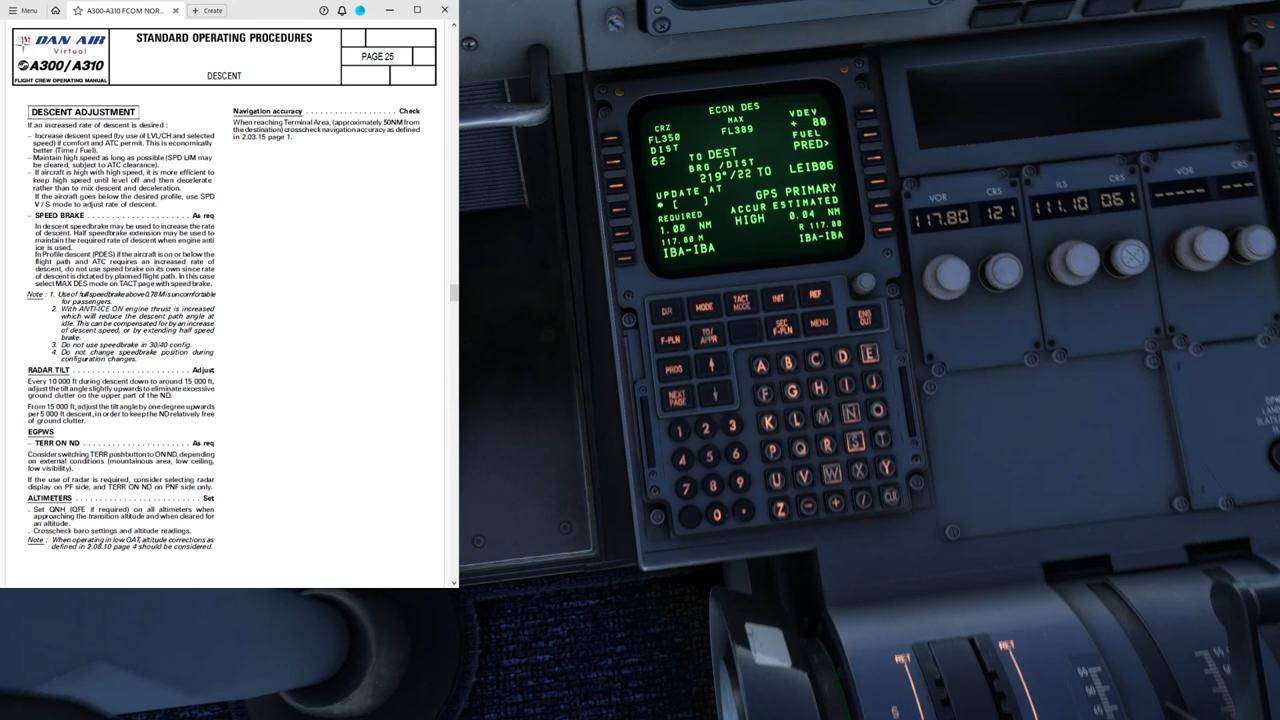 Menu
A300-A310 FCOM NOR...
Create
DAN AIR
Virtual
A300/A310
FLIGHT CREW OPERATING MANUAL
STANDARD OPERATING PROCEDURES
DESCENT
PAGE 25
DESCENT ADJUSTMENT
If an increased rate of descent is desired :
– Increase descent speed (by use of LVL/CH and selected
speed) if comfort and ATC permit. This is economically
better (Time / Fuel).
– Maintain high speed as long as possible (SPD LIM may
be cleared, subject to ATC clearance).
– If aircraft is high with high speed, it is more efficient to
keep high speed until level off and then decelerate
rather than to mix descent and deceleration.
If the aircraft goes below the desired profile, use SPD
V / S mode to adjust rate of descent.
– SPEED BRAKE . . . . . . . . . . . . . . . . . . . . As req
In descent speedbrake may be used to increase the rate
of descent. Half speedbrake extension may be used to
maintain the required rate of descent when engine anti
ice is used.
In Profile descent (PDES) if the aircraft is on or below the
flight path and ATC requires an increased rate of
descent, do not use speed brake on its own since rate
of descent is dictated by planned flight path. In this case
select MAX DES mode on TACT page with speed brake.
Note : 1. Use of full speedbrake above 0.78 M is uncomfortable
for passengers.
2. With ANTI-ICE ON engine thrust is increased
which will reduce the descent path angle at
idle. This can be compensated for by an increase
of descent speed, or by extending half speed
brake.
3. Do not use speedbrake in 30/40 config.
4. Do not change speedbrake position during
configuration changes.
RADAR TILT . . . . . . . . . . . . . . . . . . . . . . . Adjust
Every 10 000 ft during descent down to around 15 000 ft,
adjust the tilt angle slightly upwards to eliminate excessive
ground clutter on the upper part of the ND.
From 15 000 ft, adjust the tilt angle by one degree upwards
per 5 000 ft descent, in order to keep the ND relatively free
of ground clutter.
EGPWS
– TERR ON ND . . . . . . . . . . . . . . . . . . . . . As req
Consider switching TERR pushbutton to ON ND, depending
on external conditions (mountainous area, low ceiling,
low visibility).
If the use of radar is required, consider selecting radar
display on PF side, and TERR ON ND on PNF side only.
ALTIMETERS . . . . . . . . . . . . . . . . . . . . . . . . Set
. Set QNH (QFE if required) on all altimeters when
approaching the transition altitude and when cleared for
an altitude.
. Crosscheck baro settings and altitude readings.
Note : When operating in low OAT, altitude corrections as
defined in 2.08.10 page 4 should be considered.
Navigation accuracy . . . . . . . . . . . . . . . . . Check
When reaching Terminal Area, (approximately 50NM from
the destination) crosscheck navigation accuracy as defined
in 2.03.15 page 1.
ECON DES
CRZ MAX VDEV
FL350 FL389 + 80
DIST FUEL
62 TO DEST PRED>
BRG /DIST
219°/22 TO LEIB06
UPDATE AT
[ ] GPS PRIMARY
REQUIRED ACCUR ESTIMATED
1.00 NM HIGH 0.04 NM
117.80 M R 117.80
IBA-IBA IBA-IBA
DIR MODE TACT MODE INIT REF
F-PLN TO/APPR SEC F-PLN MENU ENG OUT
PROG
NEXT PAGE
A B C D E
F G H I J
K L M N O
P Q R S T
U V W X Y
Z – + / CLR
1 2 3
4 5 6
7 8 9
0 .
VOR CRS
117.80 121
ILS CRS
111.10 061
VOR CRS
---.-- ---
RET
RET